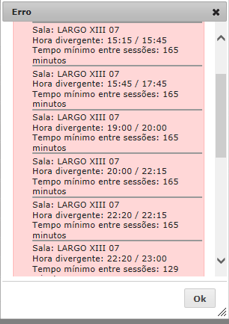 Erro
Sala: LARGO XIII 07
Hora divergente: 15:15 / 15:45
Tempo mínimo entre sessões: 165
minutos
Sala: LARGO XIII 07
Hora divergente: 15:45 / 17:45
Tempo mínimo entre sessões: 165
minutos
Sala: LARGO XIII 07
Hora divergente: 19:00 / 20:00
Tempo mínimo entre sessões: 165
minutos
Sala: LARGO XIII 07
Hora divergente: 20:00 / 22:15
Tempo mínimo entre sessões: 165
minutos
Sala: LARGO XIII 07
Hora divergente: 22:20 / 22:15
Tempo mínimo entre sessões: 165
minutos
Sala: LARGO XIII 07
Hora divergente: 22:20 / 23:00
Tempo mínimo entre sessões: 129
Ok